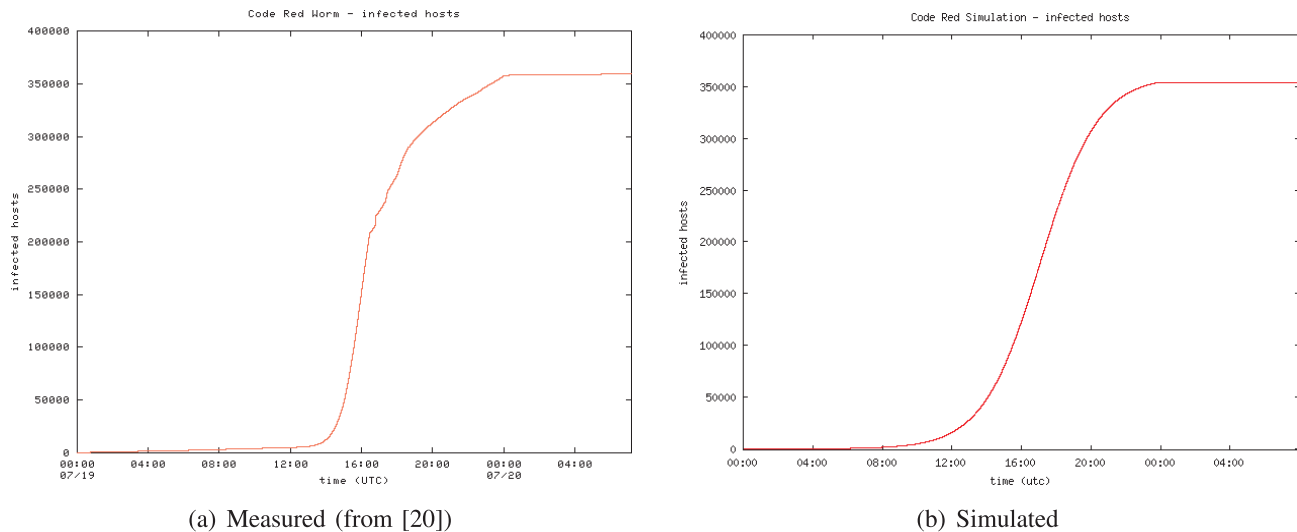 Code Red Worm - infected hosts
400000
350000
300000
250000
200000
150000
100000
50000
0
infected hosts
00:00 04:00 08:00 12:00 16:00 20:00 00:00 04:00
07/19 07/20
time (UTC)
(a) Measured (from [20])
Code Red Simulation - infected hosts
400000
350000
300000
250000
200000
150000
100000
50000
0
infected hosts
00:00 04:00 08:00 12:00 16:00 20:00 00:00 04:00
time (utc)
(b) Simulated